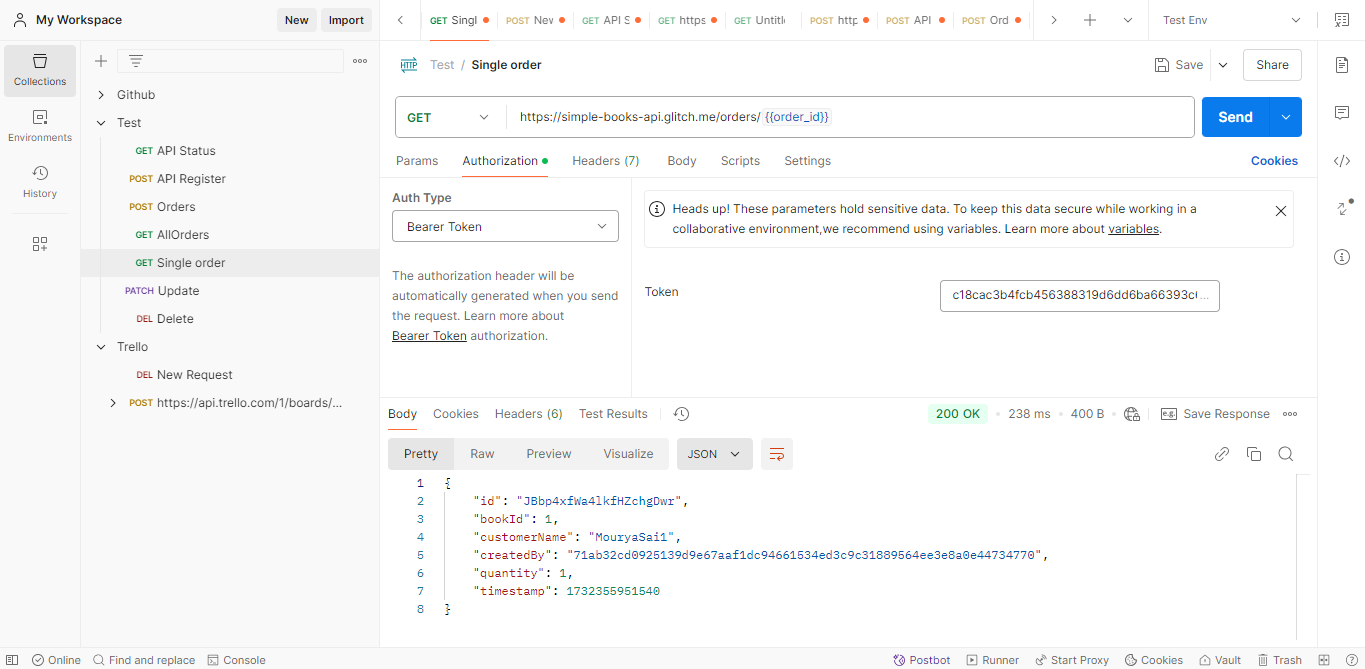 My Workspace New Import
GET Singl POST Nev GET API S GET https GET Untitl POST http POST API POST Ord Test Env
Collections
Environments
History
Github
Test
GET API Status
POST API Register
POST Orders
GET AllOrders
GET Single order
PATCH Update
DEL Delete
Trello
DEL New Request
POST https://api.trello.com/1/boards/...
HTTP Test / Single order Save Share
GET https://simple-books-api.glitch.me/orders/ {{order_id}} Send
Params Authorization Headers (7) Body Scripts Settings Cookies
Auth Type
Bearer Token
The authorization header will be
automatically generated when you send
the request. Learn more about
Bearer Token authorization.
Heads up! These parameters hold sensitive data. To keep this data secure while working in a
collaborative environment,we recommend using variables. Learn more about variables.
Token c18cac3b4fcb456388319d6dd6ba66393c...
Body Cookies Headers (6) Test Results 200 OK 238 ms 400 B e.g. Save Response
Pretty Raw Preview Visualize JSON
1 {
2 "id": "JBbp4xfWa4lkfHZchgDwr",
3 "bookId": 1,
4 "customerName": "MouryaSai1",
5 "createdBy": "71ab32cd0925139d9e67aaf1dc94661534ed3c9c31889564ee3e8a0e44734770",
6 "quantity": 1,
7 "timestamp": 1732355951540
8 }
Online Find and replace Console Postbot Runner Start Proxy Cookies Vault Trash